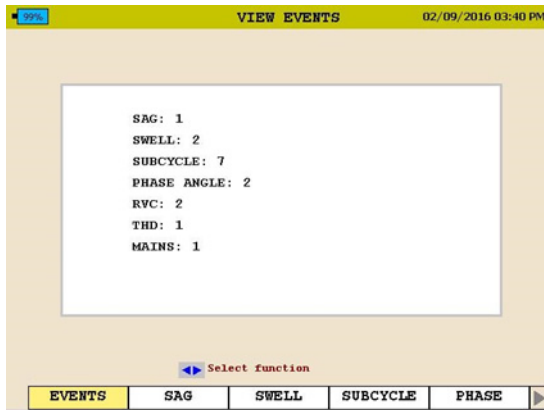 99% VIEW EVENTS 02/09/2016 03:40 PM
SAG: 1
SWELL: 2
SUBCYCLE: 7
PHASE ANGLE: 2
RVC: 2
THD: 1
MAINS: 1
Select function
EVENTS SAG SWELL SUBCYCLE PHASE